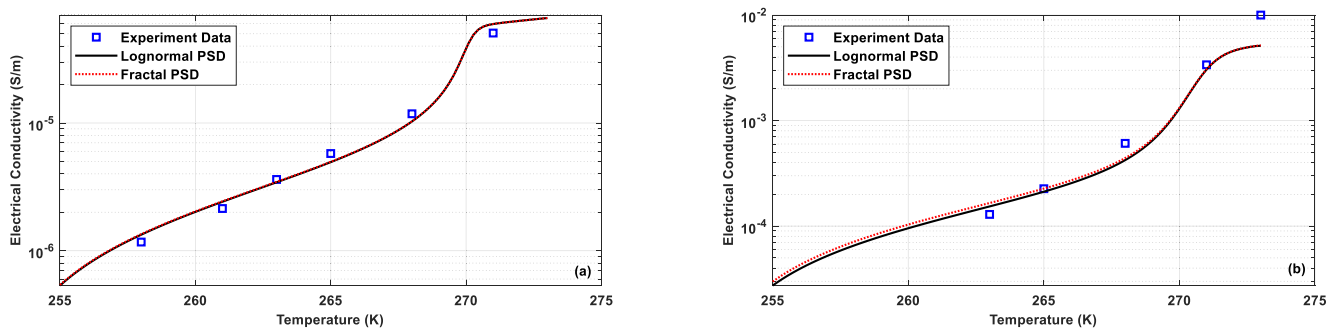 Electrical Conductivity (S/m)
10-5
10-6
Experiment Data
Lognormal PSD
Fractal PSD
(a)
255 260 265 270 275
Temperature (K)
Electrical Conductivity (S/m)
10-2
10-3
10-4
Experiment Data
Lognormal PSD
Fractal PSD
(b)
255 260 265 270 275
Temperature (K)